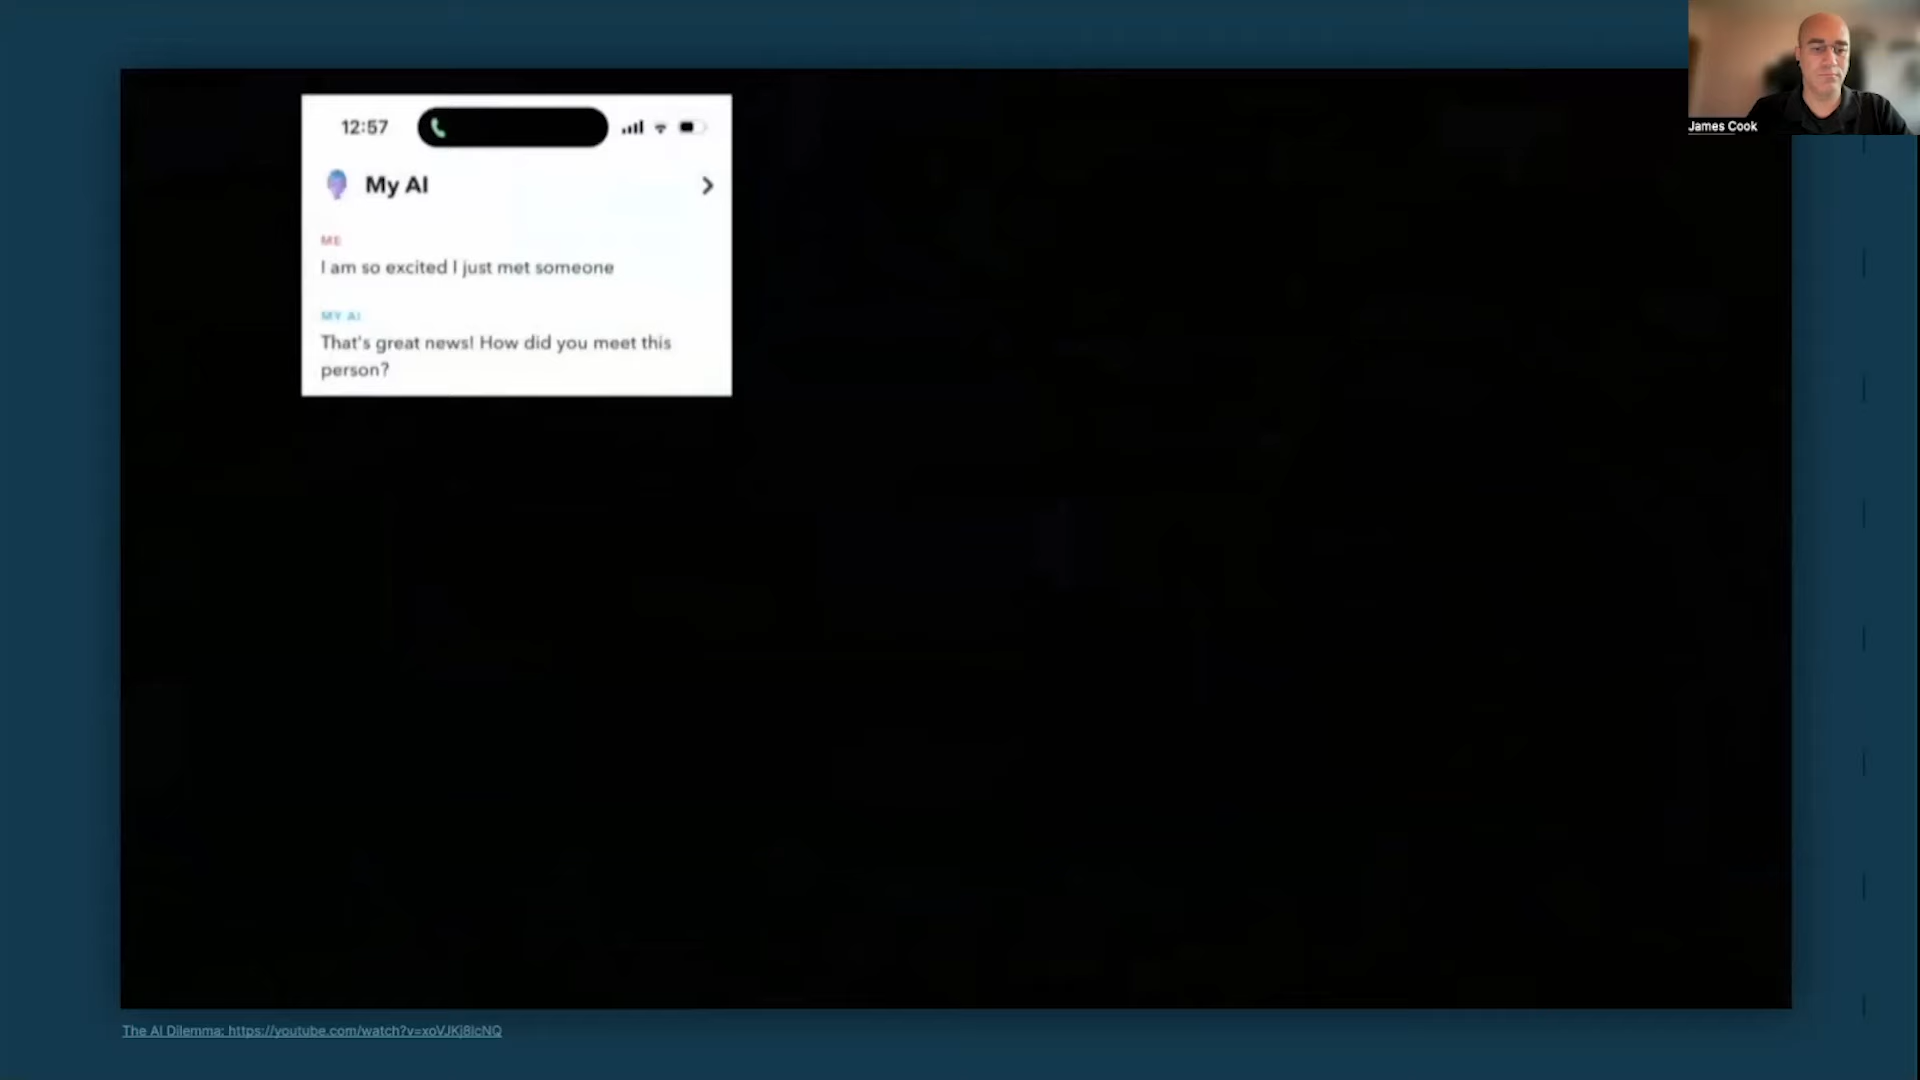 James Cook
12:57
My AI
ME
I am so excited I just met someone
MY AI
That's great news! How did you meet this
person?
The AI Dilemma: https://youtube.com/watch?v=xoVJKj8lcNQ